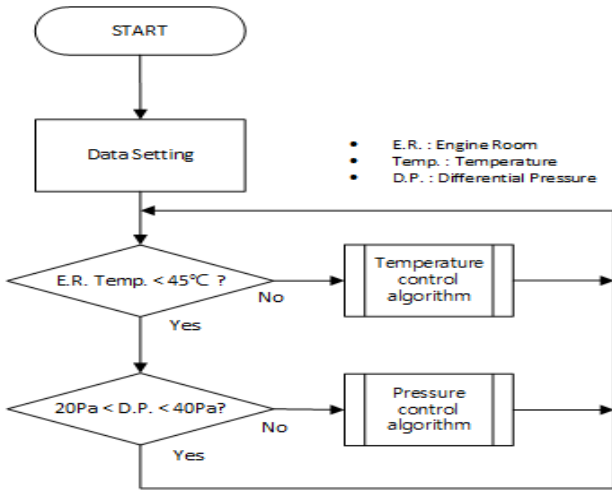 START
Data Setting
• E.R. : Engine Room
• Temp. : Temperature
• D.P. : Differential Pressure
E.R. Temp. < 45℃ ?
No
Temperature
control
algorithm
Yes
20Pa < D.P. < 40Pa?
No
Pressure
control
algorithm
Yes